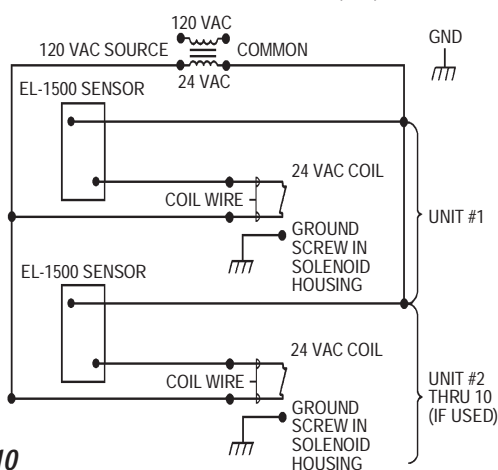 120 VAC
120 VAC SOURCE
COMMON
GND
24 VAC
EL-1500 SENSOR
24 VAC COIL
COIL WIRE
UNIT #1
GROUND
SCREW IN
SOLENOID
HOUSING
EL-1500 SENSOR
24 VAC COIL
COIL WIRE
UNIT #2
THRU 10
(IF USED)
GROUND
SCREW IN
SOLENOID
HOUSING
10